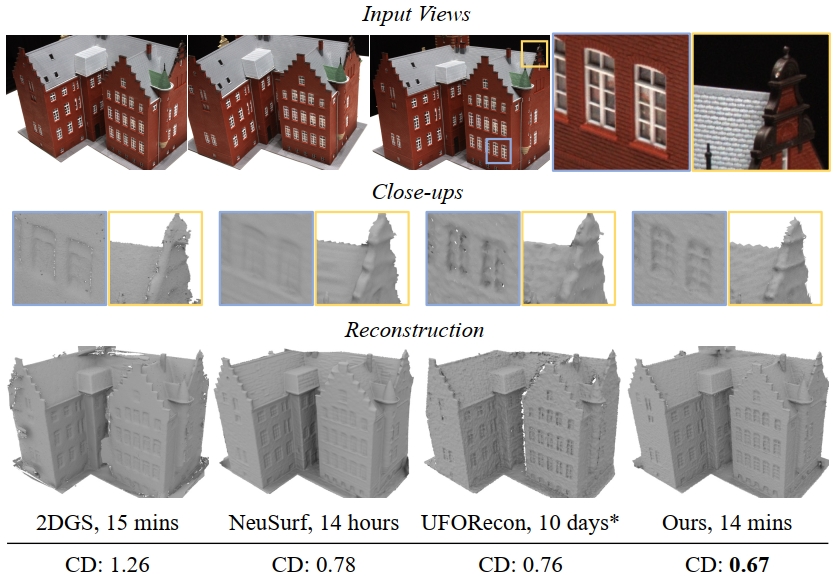 Input Views
Close-ups
Reconstruction
2DGS, 15 mins
NeuSurf, 14 hours
UFORecon, 10 days*
Ours, 14 mins
CD: 1.26
CD: 0.78
CD: 0.76
CD: 0.67